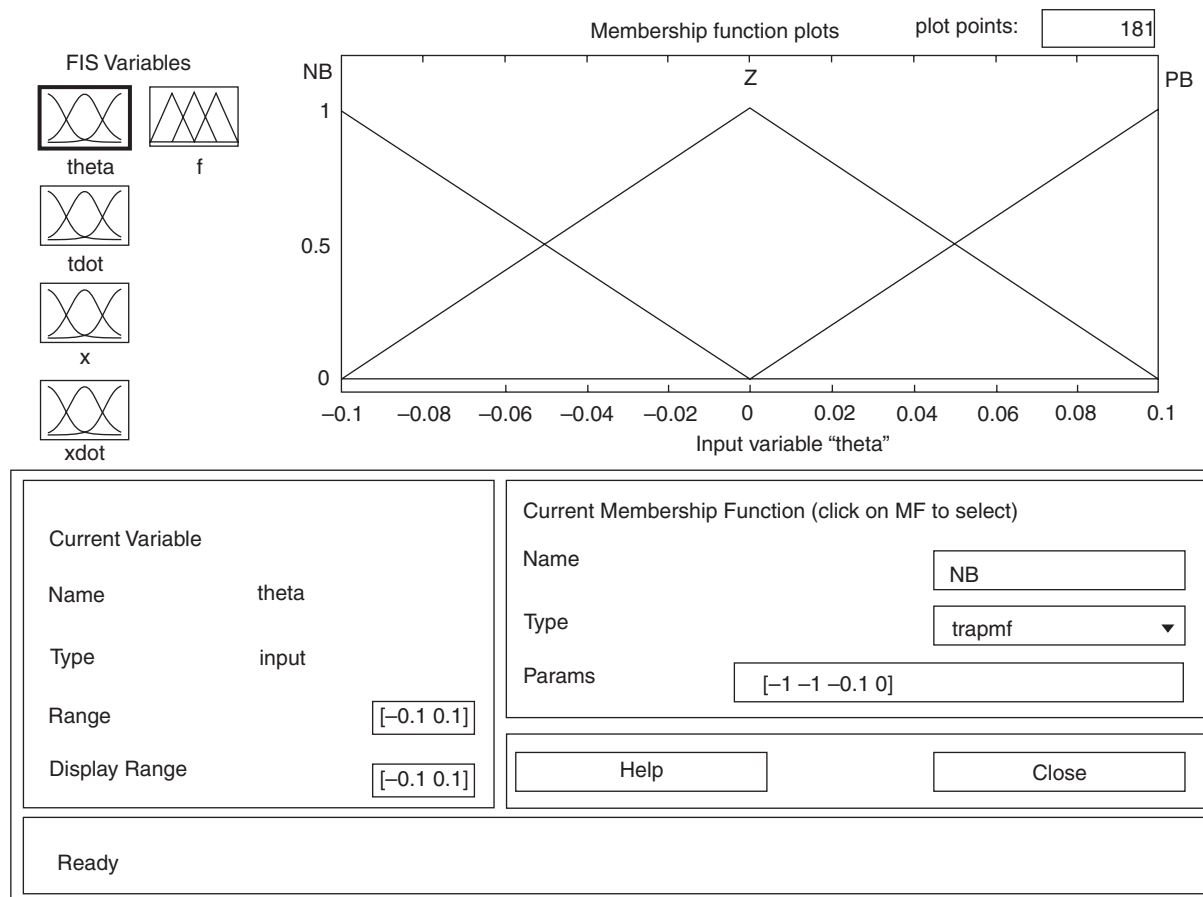 Membership function plots
plot points: 181
FIS Variables
theta
f
tdot
x
xdot
NB
Z
PB
1
0.5
0
–0.1 –0.08 –0.06 –0.04 –0.02 0 0.02 0.04 0.06 0.08 0.1
Input variable “theta”
Current Variable
Name theta
Type input
Range [–0.1 0.1]
Display Range [–0.1 0.1]
Current Membership Function (click on MF to select)
Name NB
Type trapmf
Params [–1 –1 –0.1 0]
Help Close
Ready